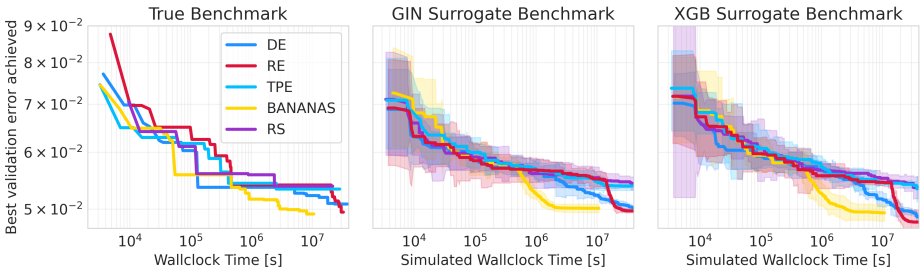 True Benchmark
GIN Surrogate Benchmark
XGB Surrogate Benchmark
Best validation error achieved
9 × 10⁻²
8 × 10⁻²
7 × 10⁻²
6 × 10⁻²
5 × 10⁻²
DE
RE
TPE
BANANAS
RS
10⁴ 10⁵ 10⁶ 10⁷
10⁴ 10⁵ 10⁶ 10⁷
10⁴ 10⁵ 10⁶ 10⁷
Wallclock Time [s]
Simulated Wallclock Time [s]
Simulated Wallclock Time [s]